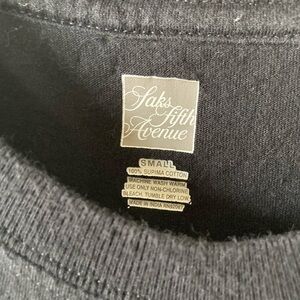 Saks
fifth
Avenue
SMALL
100% SUPIMA COTTON
MACHINE WASH WARM
USE ONLY NON-CHLORINE
BLEACH, TUMBLE DRY LOW
MADE IN INDIA